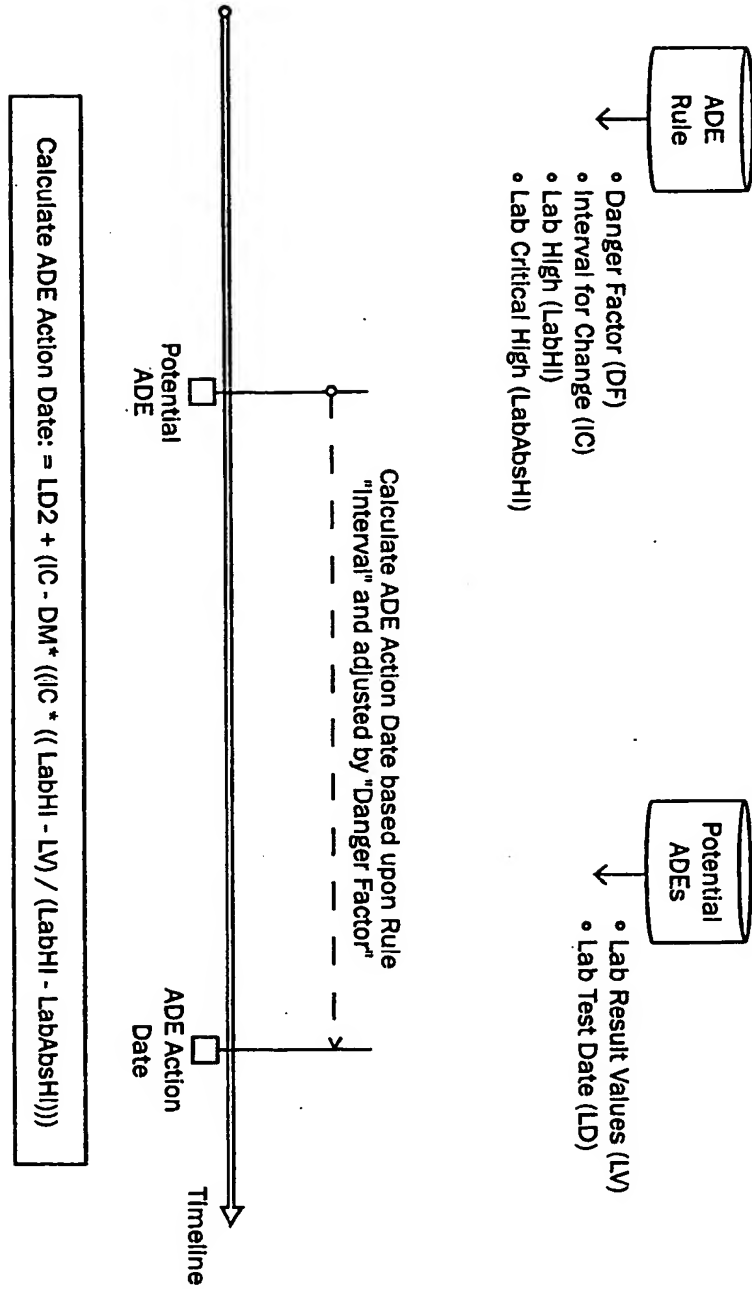 ADE
Rule
• Danger Factor (DF)
• Interval for Change (IC)
• Lab High (LabHI)
• Lab Critical High (LabAbsHI)
Potential
ADEs
• Lab Result Values (LV)
• Lab Test Date (LD)
Calculate ADE Action Date based upon Rule
"Interval" and adjusted by "Danger Factor"
Potential
ADE
ADE Action
Date
Timeline
Calculate ADE Action Date: = LD2 + (IC - DM* ((IC * (( LabHI - LV) / (LabHI - LabAbsHI))))